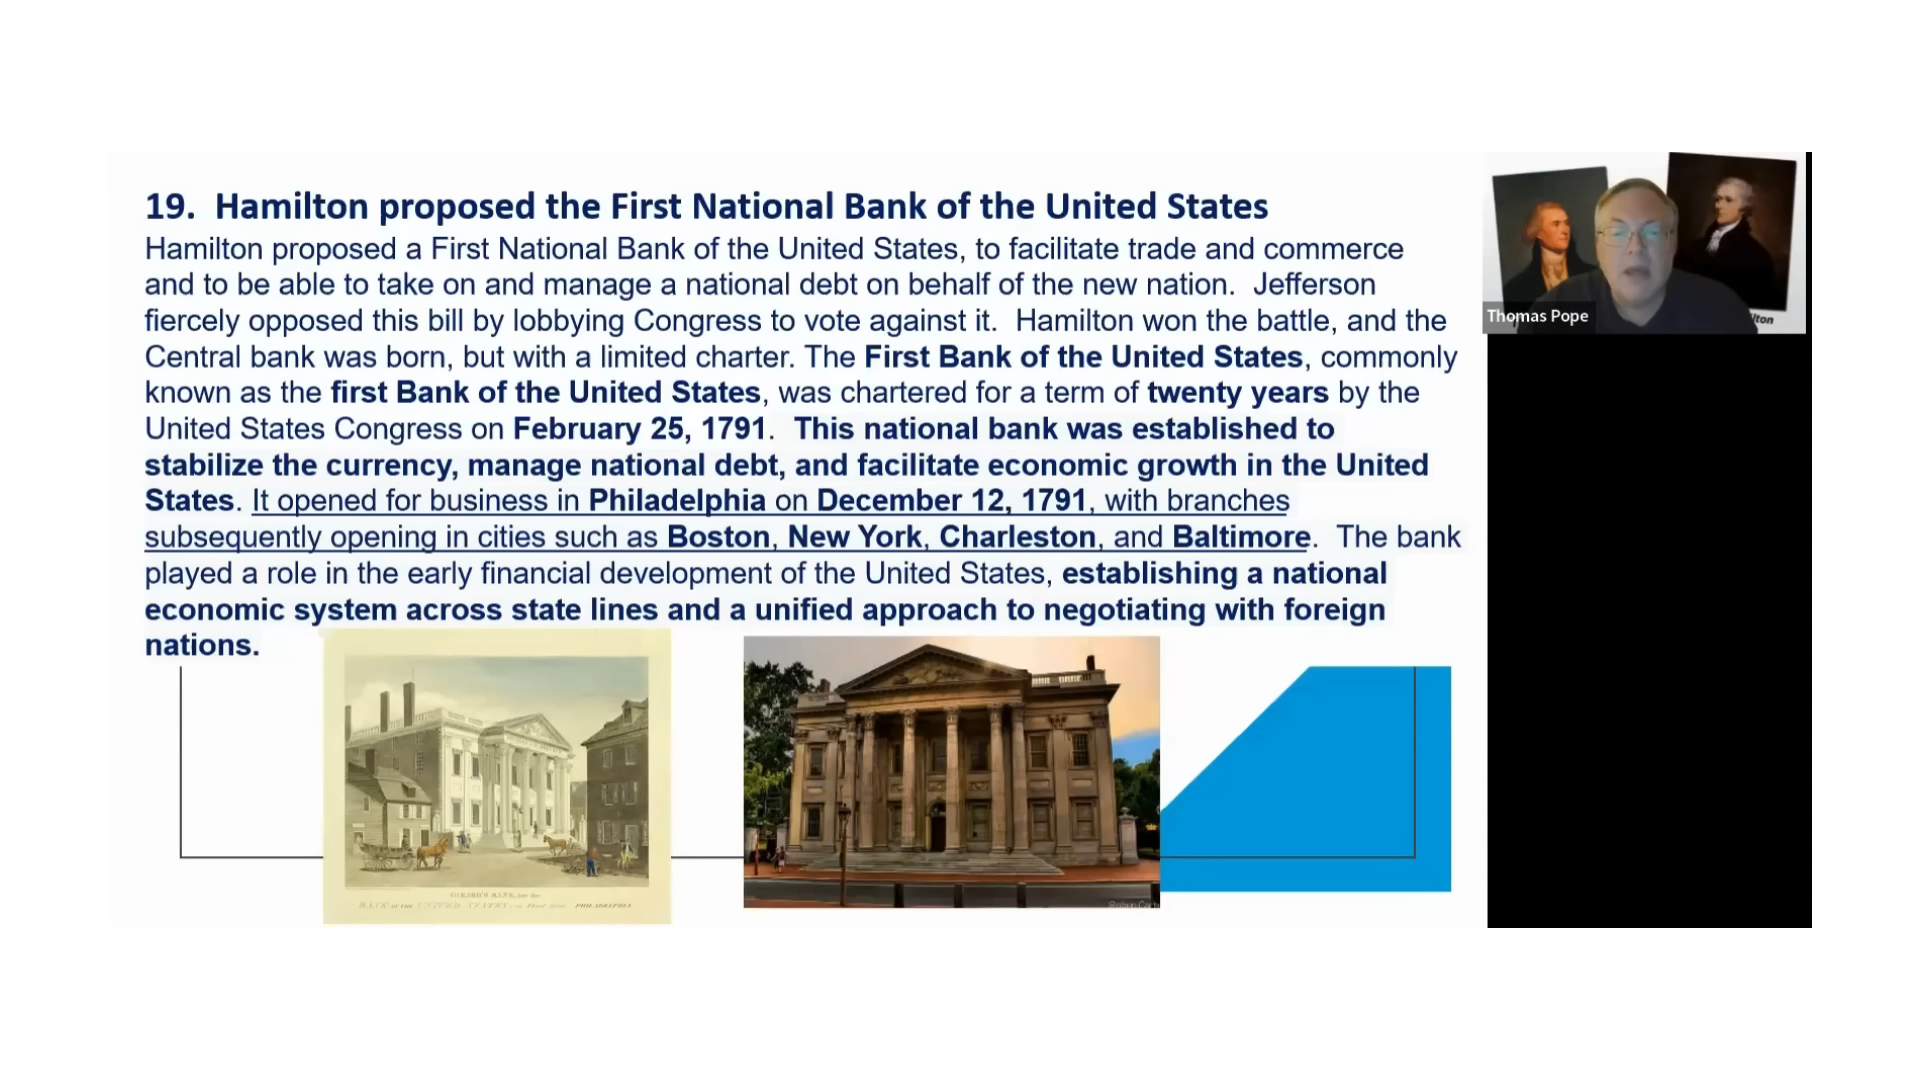 19. Hamilton proposed the First National Bank of the United States
Hamilton proposed a First National Bank of the United States, to facilitate trade and commerce
and to be able to take on and manage a national debt on behalf of the new nation. Jefferson
fiercely opposed this bill by lobbying Congress to vote against it. Hamilton won the battle, and the
Central bank was born, but with a limited charter. The First Bank of the United States, commonly
known as the first Bank of the United States, was chartered for a term of twenty years by the
United States Congress on February 25, 1791. This national bank was established to
stabilize the currency, manage national debt, and facilitate economic growth in the United
States. It opened for business in Philadelphia on December 12, 1791, with branches
subsequently opening in cities such as Boston, New York, Charleston, and Baltimore. The bank
played a role in the early financial development of the United States, establishing a national
economic system across state lines and a unified approach to negotiating with foreign
nations.
Thomas Pope
lton
BANK OF THE UNITED STATES, PHILADELPHIA